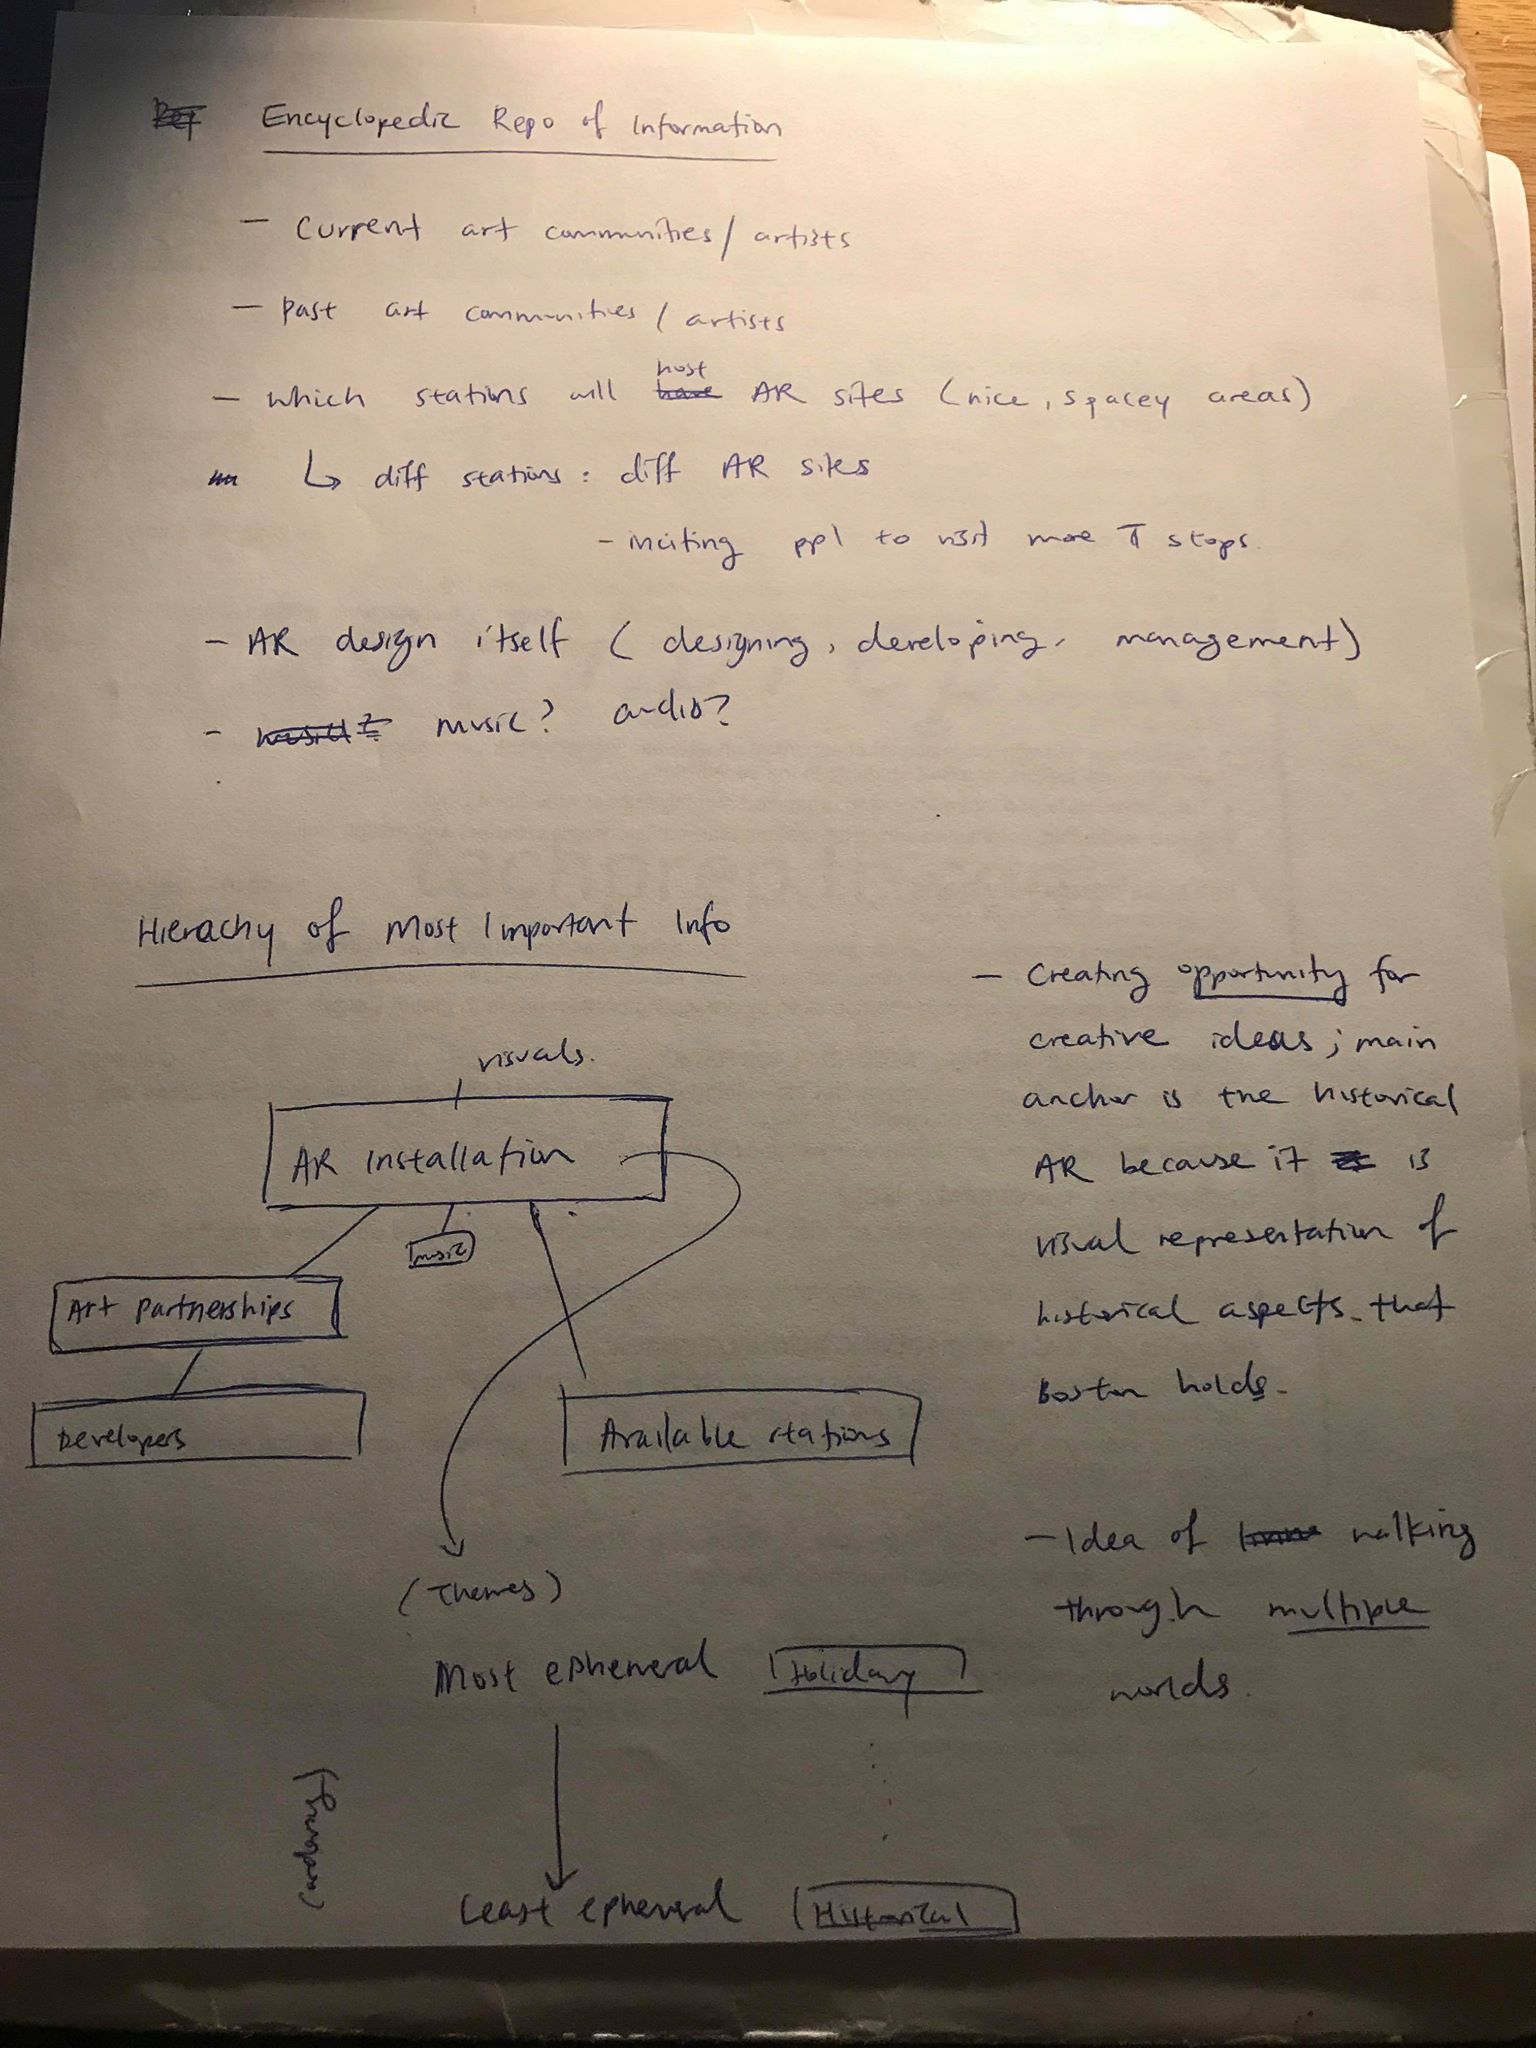 Encyclopedic Repo of Information
- Current art communities/artists
- Past art communities/artists
- which stations will host AR sites (nice, spacey areas)
↳ diff stations: diff AR sites
- inciting ppl to visit more T stops.
- AR design itself (designing, developing, management)
- music? audio?
Hierachy of Most Important Info
visuals.
AR installation
music
Art partnerships
Developers
Available stations
(Themes)
Most ephemeral Holiday
Least ephemeral Historical
- Creating opportunity for
creative ideas; main
anchor is the historical
AR because it is
visual representation of
historical aspects that
Boston holds.
- Idea of walking
through multiple
worlds.